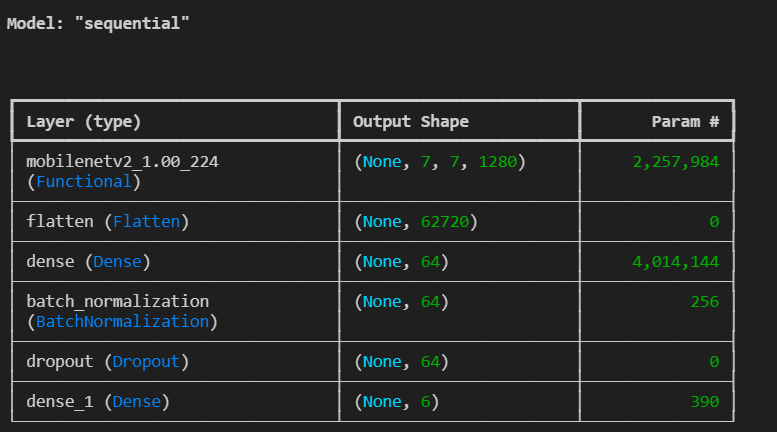 Model: "sequential"
Layer (type) Output Shape Param #
mobilenetv2_1.00_224 (None, 7, 7, 1280) 2,257,984
(Functional)
flatten (Flatten) (None, 62720) 0
dense (Dense) (None, 64) 4,014,144
batch_normalization (None, 64) 256
(BatchNormalization)
dropout (Dropout) (None, 64) 0
dense_1 (Dense) (None, 6) 390